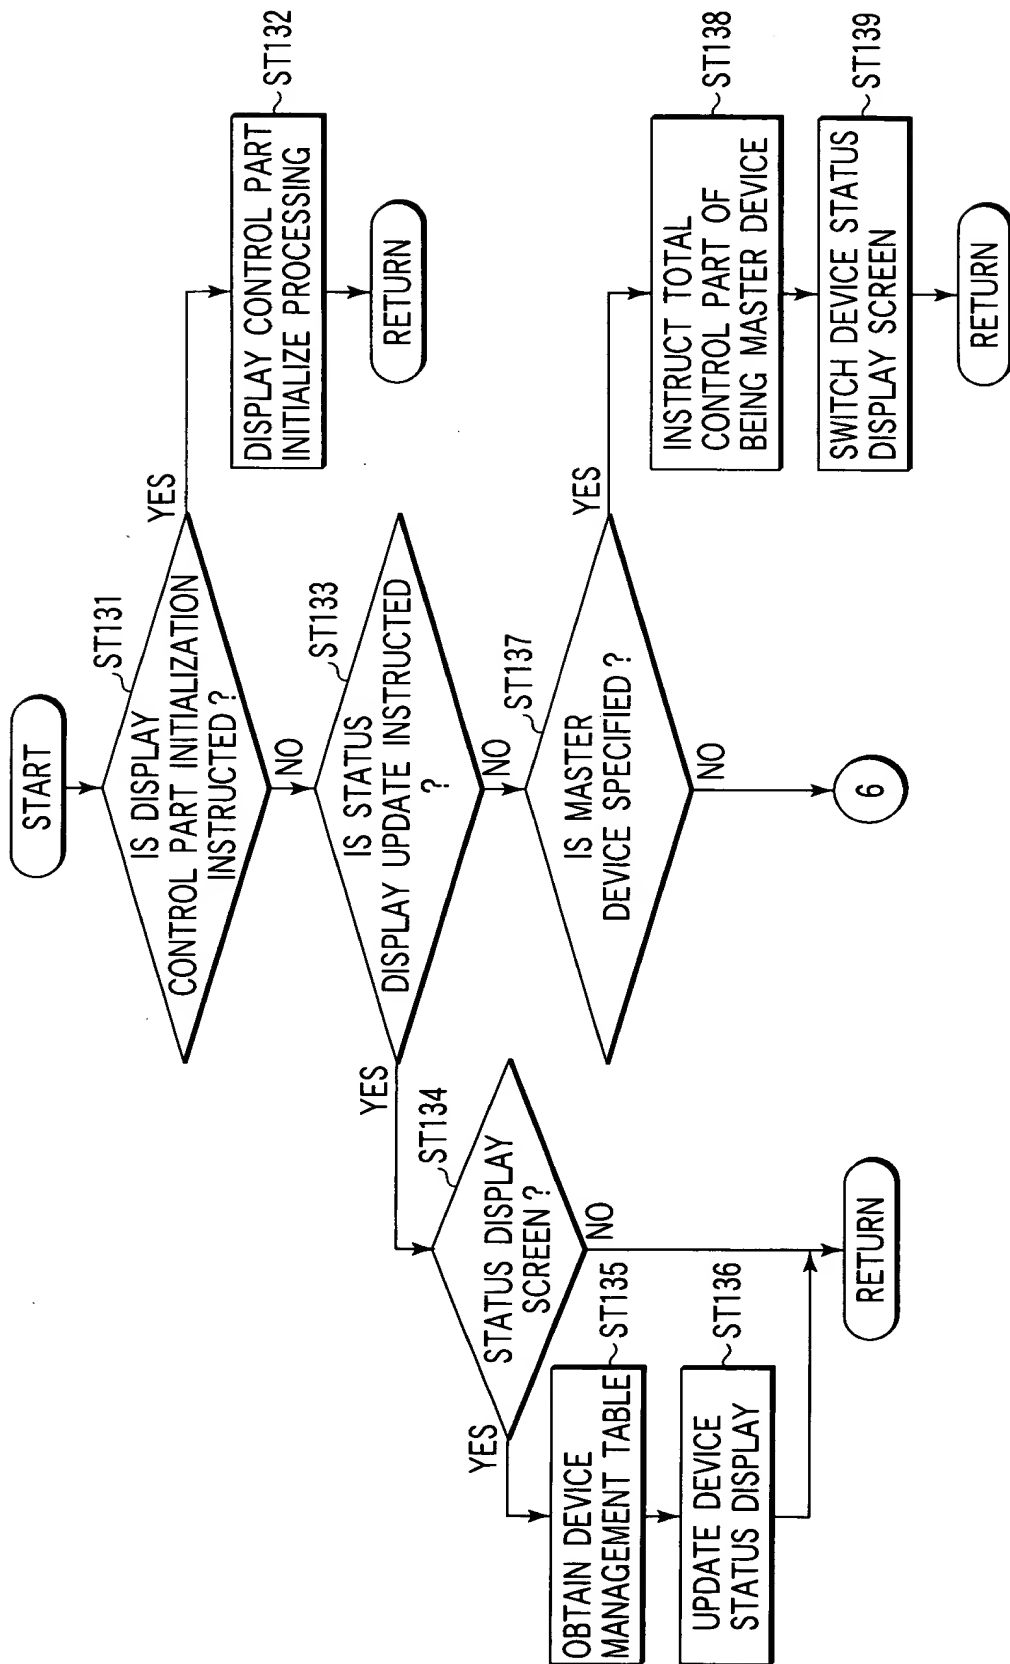 START
IS DISPLAY
CONTROL PART INITIALIZATION
INSTRUCTED?
ST131
YES
NO
DISPLAY CONTROL PART
INITIALIZE PROCESSING
ST132
RETURN
IS STATUS
DISPLAY UPDATE INSTRUCTED
?
ST133
YES
NO
STATUS DISPLAY
SCREEN?
ST134
YES
NO
OBTAIN DEVICE
MANAGEMENT TABLE
ST135
UPDATE DEVICE
STATUS DISPLAY
ST136
RETURN
IS MASTER
DEVICE SPECIFIED?
ST137
YES
NO
INSTRUCT TOTAL
CONTROL PART OF
BEING MASTER DEVICE
ST138
SWITCH DEVICE STATUS
DISPLAY SCREEN
ST139
RETURN
6